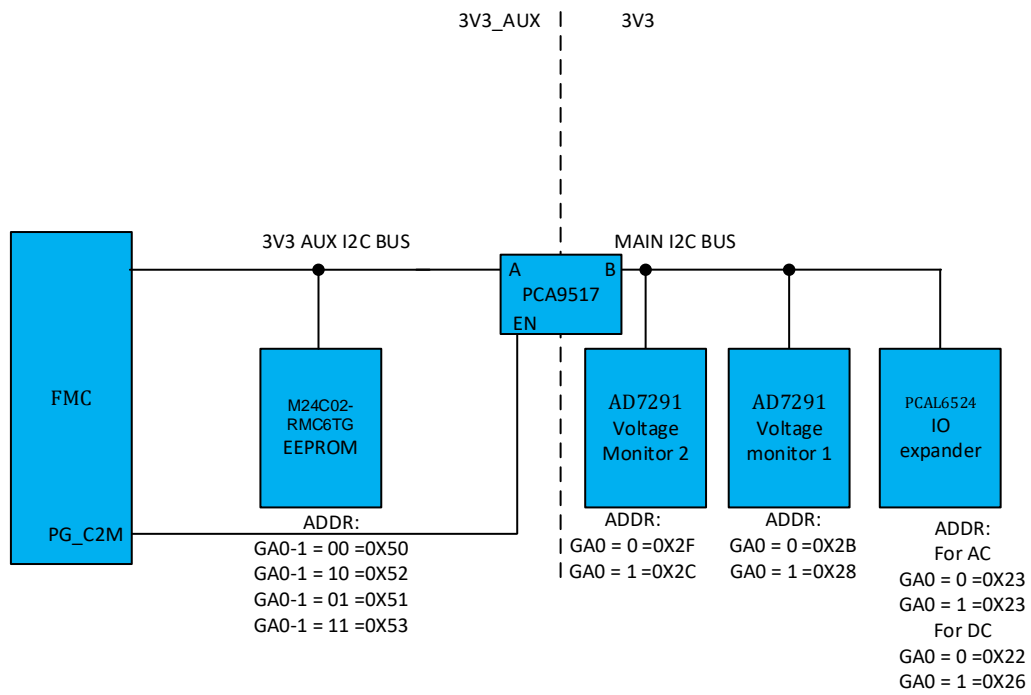 3V3_AUX
3V3
3V3 AUX I2C BUS
MAIN I2C BUS
A
B
PCA9517
EN
FMC
PG_C2M
M24C02-
RMC6TG
EEPROM
ADDR:
GA0-1 = 00 =0X50
GA0-1 = 10 =0X52
GA0-1 = 01 =0X51
GA0-1 = 11 =0X53
AD7291
Voltage
Monitor 2
ADDR:
GA0 = 0 =0X2F
GA0 = 1 =0X2C
AD7291
Voltage
monitor 1
ADDR:
GA0 = 0 =0X2B
GA0 = 1 =0X28
PCAL6524
IO
expander
ADDR:
For AC
GA0 = 0 =0X23
GA0 = 1 =0X23
For DC
GA0 = 0 =0X22
GA0 = 1 =0X26